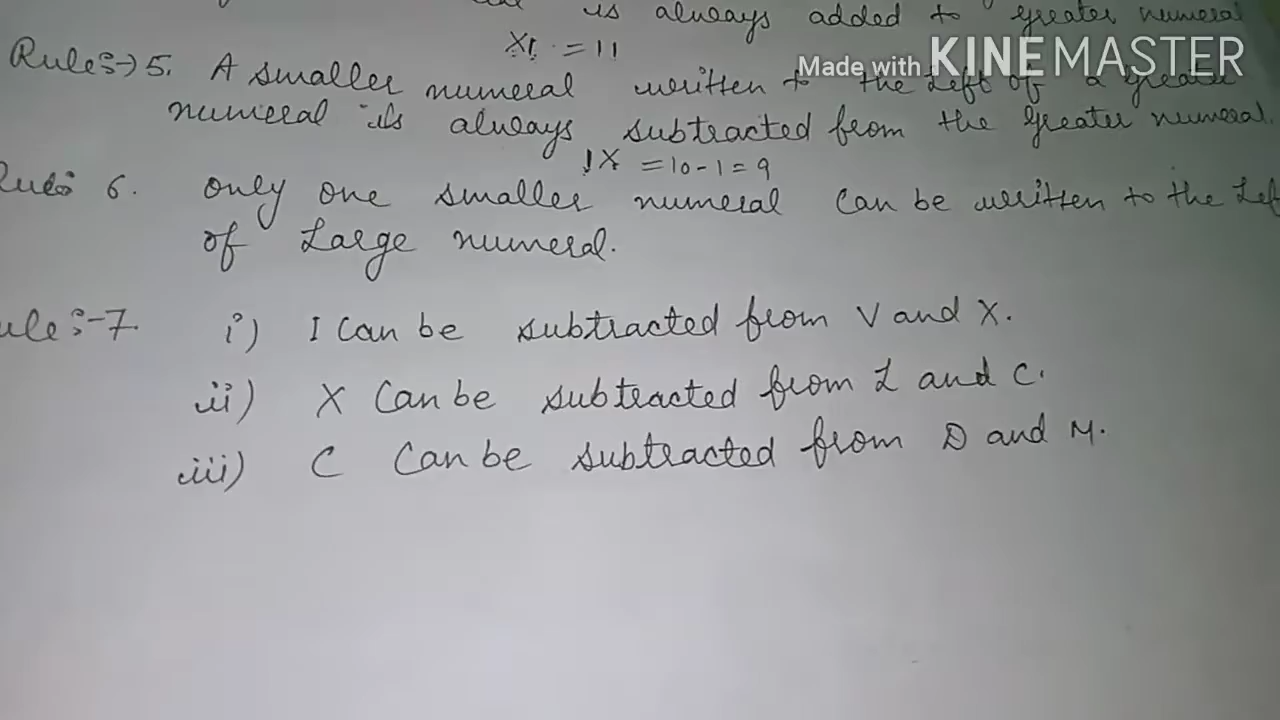 is always added to greater numeral
XI = 11
Made with KINEMASTER
Rule:→ 5. A smaller numeral written to the left of a greater
numeral is always subtracted from the greater numeral.
IX = 10-1=9
Rule: 6. Only one smaller numeral can be written to the Left
of Large numeral.
Rule:-7. i) I Can be subtracted from V and X.
ii) X Can be subtracted from L and C.
iii) C Can be subtracted from D and M.